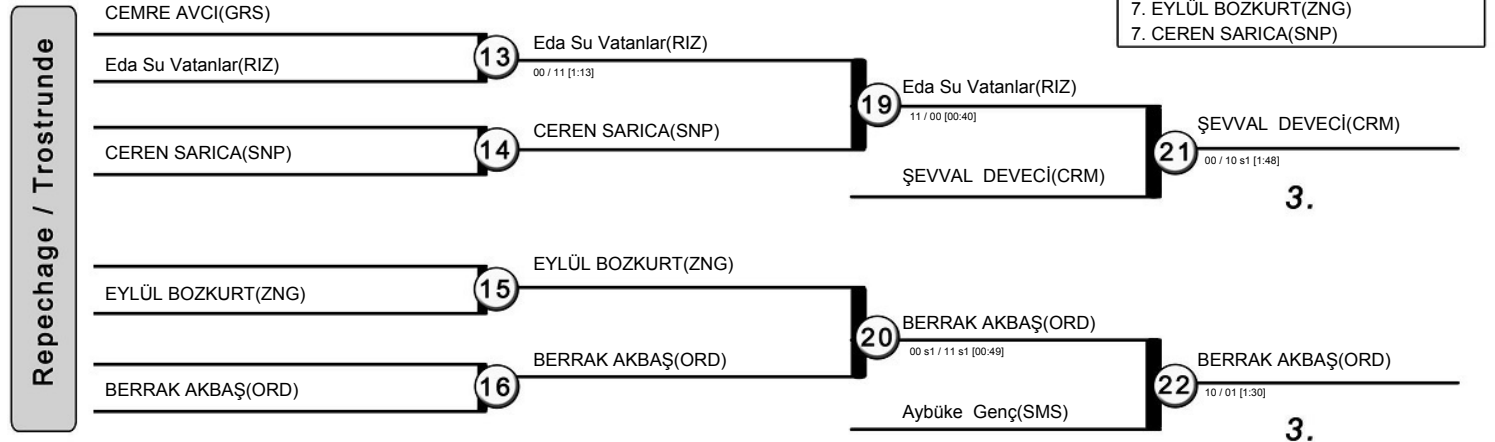 7. EYLÜL BOZKURT(ZNG)
7. CEREN SARICA(SNP)
Repechage / Trostrunde
CEMRE AVCI(GRS)
Eda Su Vatanlar(RIZ)
13
Eda Su Vatanlar(RIZ)
00 / 11 [1:13]
CEREN SARICA(SNP)
14
CEREN SARICA(SNP)
19
Eda Su Vatanlar(RIZ)
11 / 00 [00:40]
ŞEVVAL DEVECİ(CRM)
21
ŞEVVAL DEVECİ(CRM)
00 / 10 s1 [1:48]
3.
EYLÜL BOZKURT(ZNG)
15
EYLÜL BOZKURT(ZNG)
BERRAK AKBAŞ(ORD)
16
BERRAK AKBAŞ(ORD)
20
BERRAK AKBAŞ(ORD)
00 s1 / 11 s1 [00:49]
Aybüke Genç(SMS)
22
BERRAK AKBAŞ(ORD)
10 / 01 [1:30]
3.